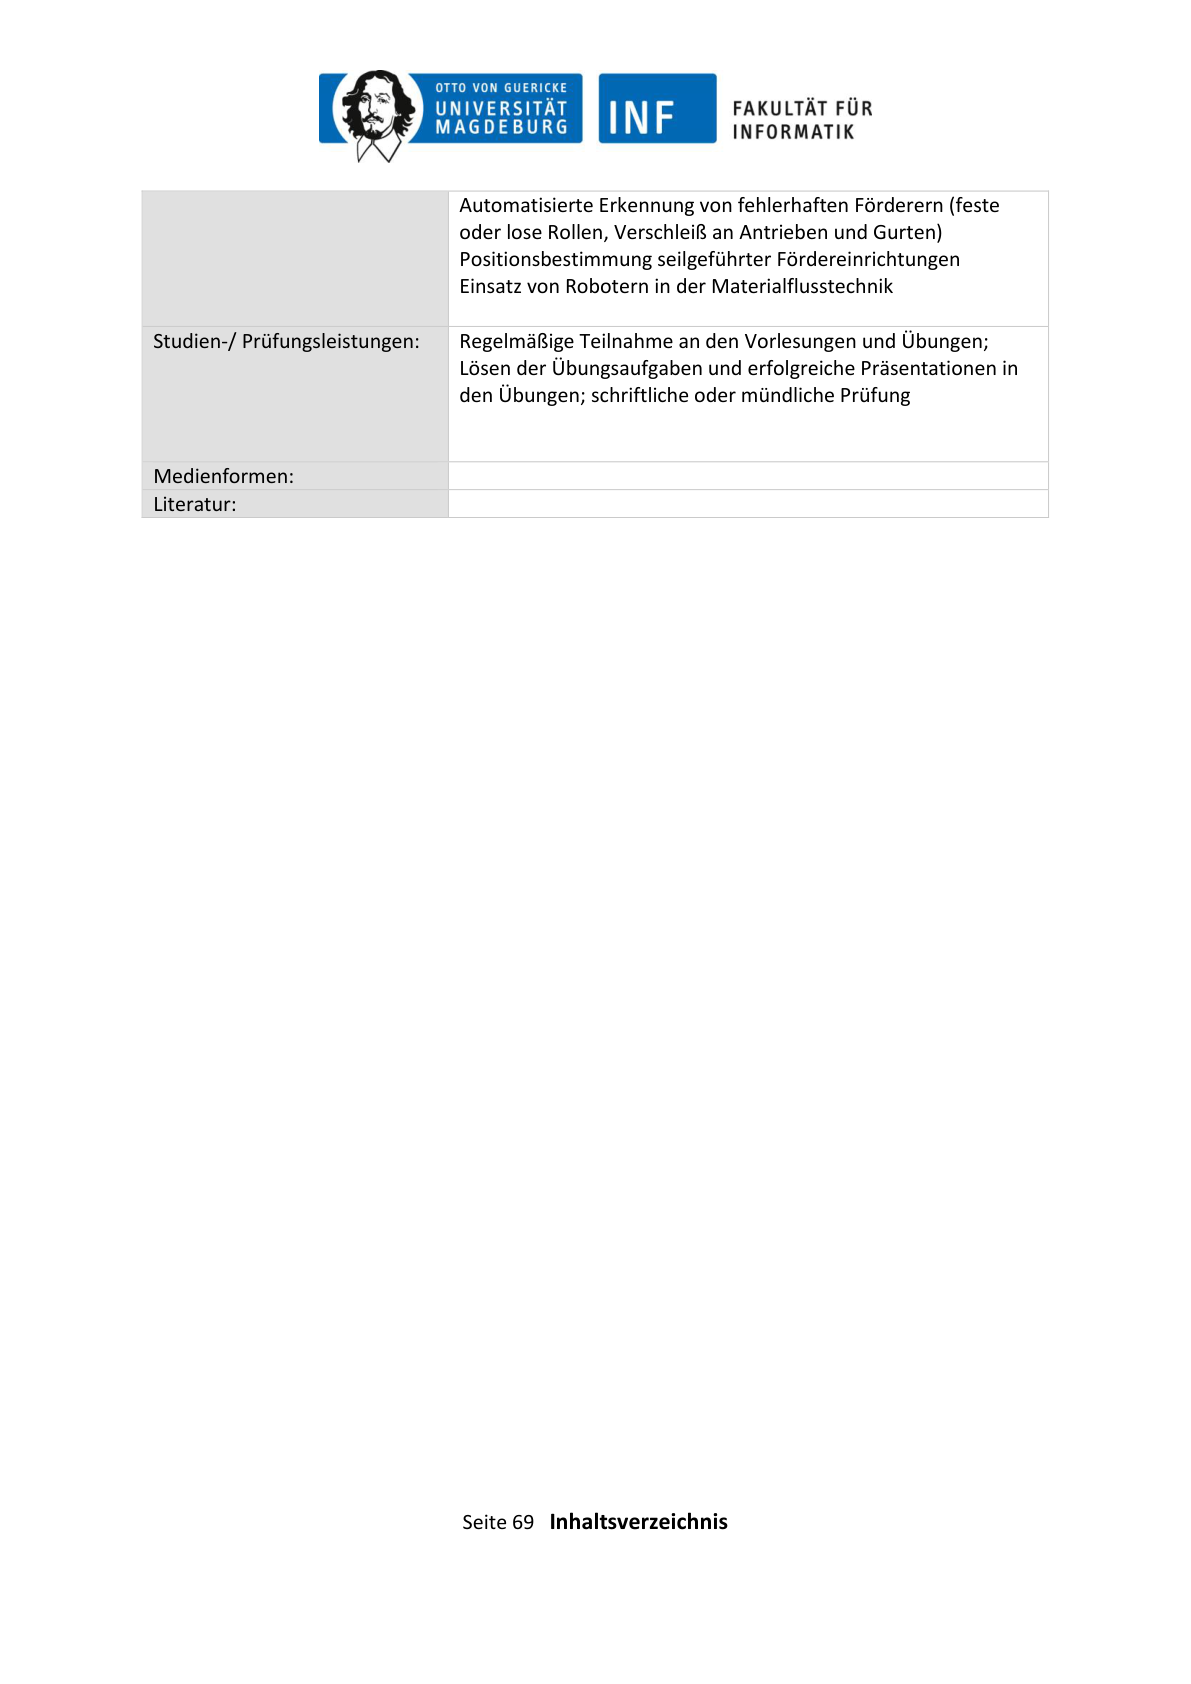 OTTO VON GUERICKE
UNIVERSITÄT
MAGDEBURG
INF
FAKULTÄT FÜR
INFORMATIK
Automatisierte Erkennung von fehlerhaften Förderern (feste
oder lose Rollen, Verschleiß an Antrieben und Gurten)
Positionsbestimmung seilgeführter Fördereinrichtungen
Einsatz von Robotern in der Materialflusstechnik
Studien-/ Prüfungsleistungen:
Regelmäßige Teilnahme an den Vorlesungen und Übungen;
Lösen der Übungsaufgaben und erfolgreiche Präsentationen in
den Übungen; schriftliche oder mündliche Prüfung
Medienformen:
Literatur:
Seite 69 Inhaltsverzeichnis